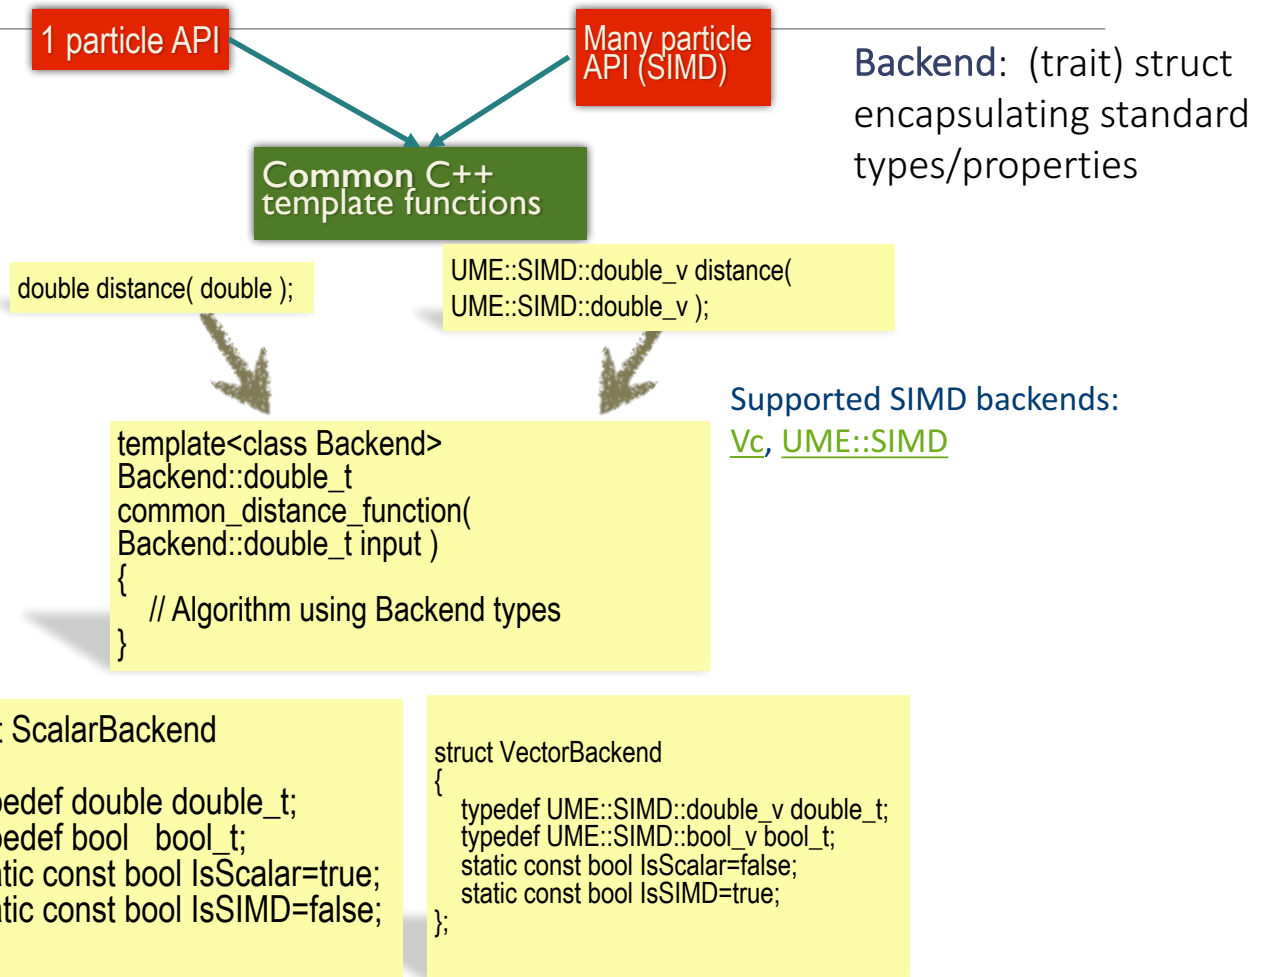 1 particle API
Many particle
API (SIMD)
Backend:  (trait) struct
encapsulating standard
types/properties
Common C++
template functions
double distance( double );
UME::SIMD::double_v distance(
UME::SIMD::double_v );
Supported SIMD backends:
Vc, UME::SIMD
template<class Backend>
Backend::double_t
common_distance_function(
Backend::double_t input )
{
// Algorithm using Backend types
}
t ScalarBackend
pedef double double_t;
pedef bool   bool_t;
atic const bool IsScalar=true;
atic const bool IsSIMD=false;
struct VectorBackend
{
typedef UME::SIMD::double_v double_t;
typedef UME::SIMD::bool_v bool_t;
static const bool IsScalar=false;
static const bool IsSIMD=true;
};